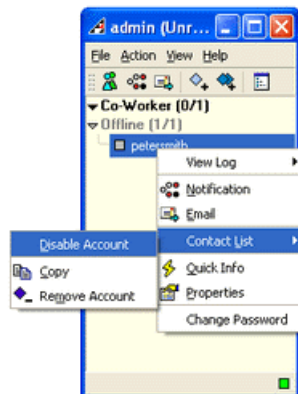 admin (Unr...
File Action View Help
Co-Worker (0/1)
Offline (1/1)
petersmith
View Log
Notification
Email
Contact List
Quick Info
Properties
Change Password
Disable Account
Copy
Remove Account